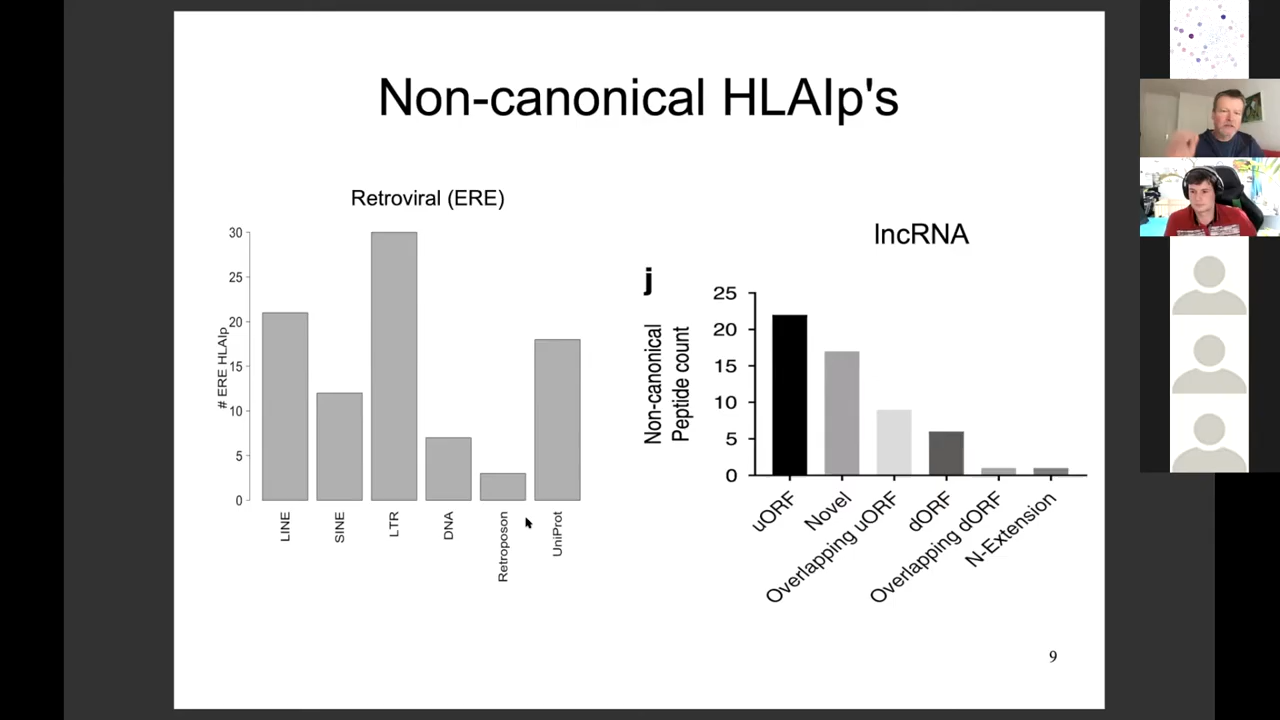 Non-canonical HLAIp's
Retroviral (ERE)
# ERE HLAIp
30
25
20
15
10
5
0
LINE
SINE
LTR
DNA
Retroposon
UniProt
lncRNA
j
Non-canonical
Peptide count
25
20
15
10
5
0
uORF
Novel
Overlapping uORF
dORF
Overlapping dORF
N-Extension
9